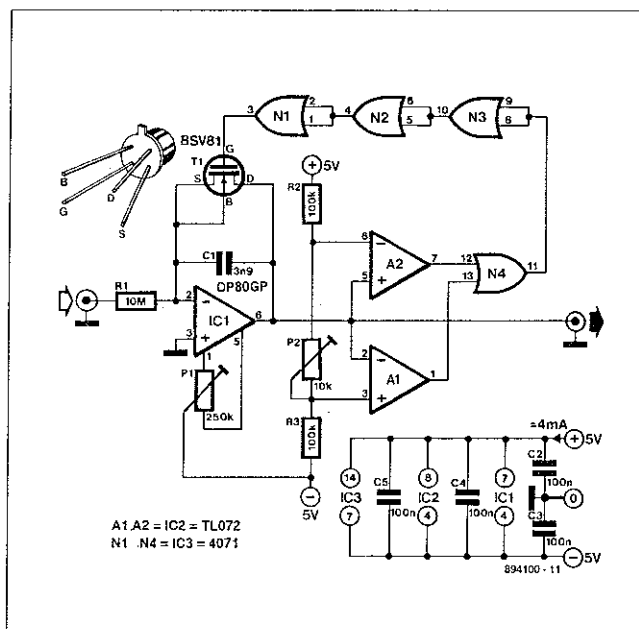 BSV81
B
G
D
S
3
N1
2
1
4
N2
6
5
10
N3
9
8
G
T1
S
D
B
+
5V
R2
100k
C1
3n9
OP80GP
R1
10M
2
−
IC1
6
3
+
1
5
P1
250k
6
−
A2
7
5
+
12
13
N4
11
P2
10k
2
−
A1
1
3
+
R3
100k
−
5V
≈4mA
+
5V
C2
100n
0
C3
100n
−
5V
14
IC3
7
C5
100n
8
IC2
4
C4
100n
7
IC1
4
894100 - 11
A1.A2 = IC2 = TL072
N1 .N4 = IC3 = 4071